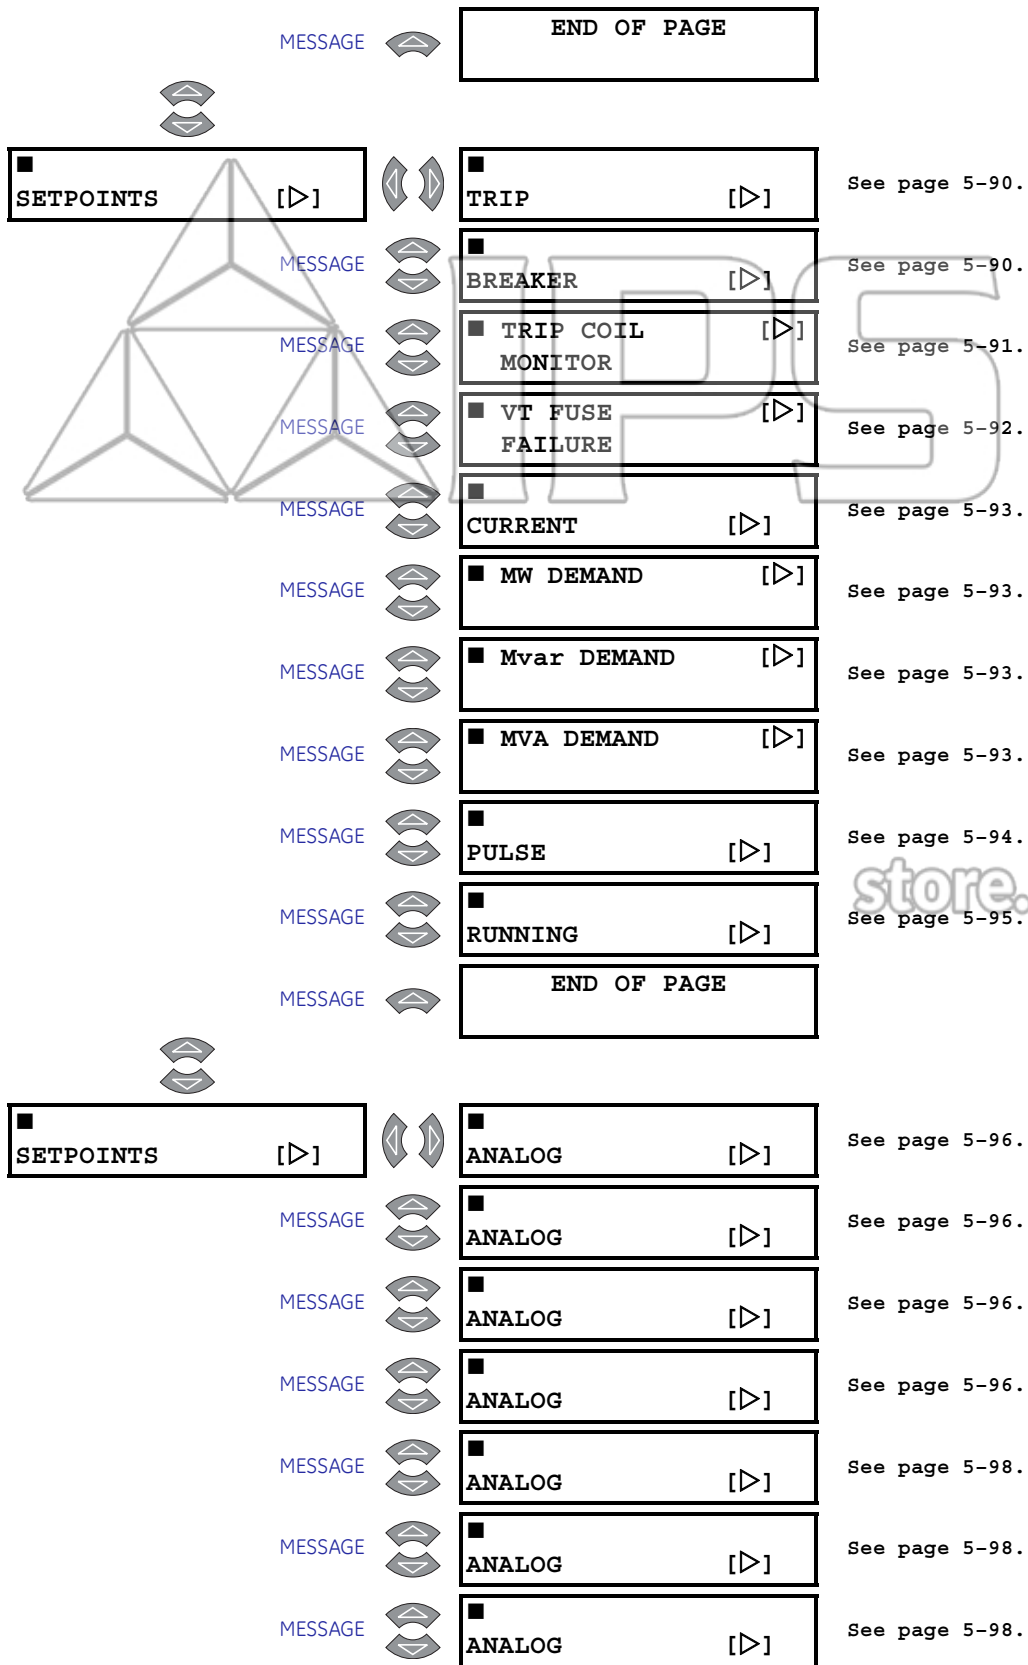 MESSAGE END OF PAGE
SETPOINTS [▷] ■ TRIP [▷] See page 5-90.
MESSAGE ■ BREAKER [▷] See page 5-90.
MESSAGE ■ TRIP COIL [▷] See page 5-91.
MONITOR
MESSAGE ■ VT FUSE [▷] See page 5-92.
FAILURE
MESSAGE ■ CURRENT [▷] See page 5-93.
MESSAGE ■ MW DEMAND [▷] See page 5-93.
MESSAGE ■ Mvar DEMAND [▷] See page 5-93.
MESSAGE ■ MVA DEMAND [▷] See page 5-93.
MESSAGE ■ PULSE [▷] See page 5-94.
MESSAGE ■ RUNNING [▷] See page 5-95.
MESSAGE END OF PAGE
SETPOINTS [▷] ■ ANALOG [▷] See page 5-96.
MESSAGE ■ ANALOG [▷] See page 5-96.
MESSAGE ■ ANALOG [▷] See page 5-96.
MESSAGE ■ ANALOG [▷] See page 5-96.
MESSAGE ■ ANALOG [▷] See page 5-98.
MESSAGE ■ ANALOG [▷] See page 5-98.
MESSAGE ■ ANALOG [▷] See page 5-98.
IPS
store.